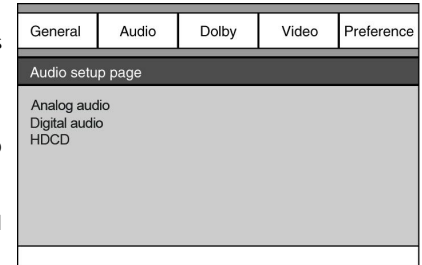 General Audio Dolby Video Preference
Audio setup page
Analog audio
Digital audio
HDCD